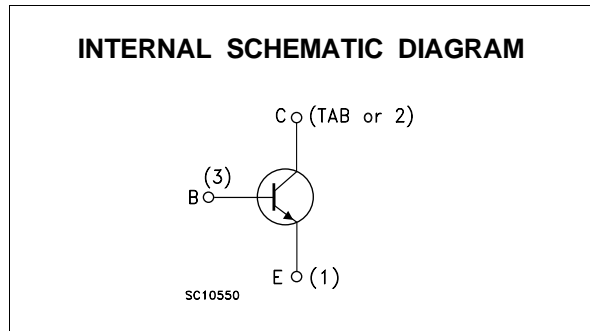 INTERNAL SCHEMATIC DIAGRAM
C (TAB or 2)
(3)
B
E (1)
SC10550